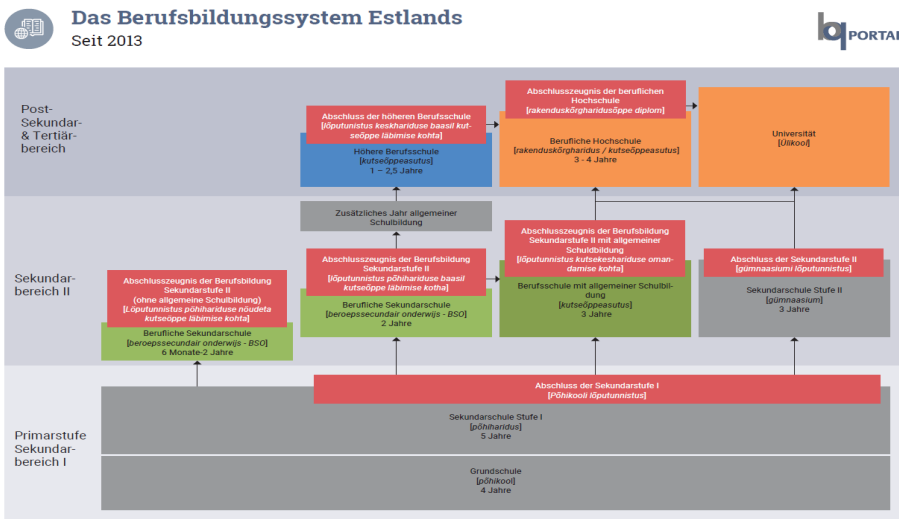 Das Berufsbildungssystem Estlands
Seit 2013
bq PORTAL
Post-
Sekundar-
& Tertiär-
bereich
Abschluss der höheren Berufsschule
[lõputunnistus keskhariduse baasil kut-
seõppe läbimise kohta]
Höhere Berufsschule
[kutseõppeasutus]
1 – 2,5 Jahre
Abschlusszeugnis der beruflichen
Hochschule
[rakenduskõrgharidusõppe diplom]
Berufliche Hochschule
[rakenduskõrgharidus / kutseõppeasutus]
3 - 4 Jahre
Universität
[Ülikool]
Sekundar-
bereich II
Zusätzliches Jahr allgemeiner
Schulbildung
Abschlusszeugnis der Berufsbildung
Sekundarstufe II
(ohne allgemeine Schulbildung)
[Lõputunnistus põhihariduse nõudeta
kutseõppe läbimise kohta]
Berufliche Sekundarschule
[beroepssecundair onderwijs - BSO]
6 Monate-2 Jahre
Abschlusszeugnis der Berufsbildung
Sekundarstufe II
[lõputunnistus põhihariduse baasil
kutseõppe läbimise kotha]
Berufliche Sekundarschule
[beroepssecundair onderwijs - BSO]
2 Jahre
Abschlusszeugnis der Berufsbildung
Sekundarstufe II mit allgemeiner
Schuldbildung
[lõputunnistus kutsekeshariduse oman-
damise kohta]
Berufsschule mit allgemeiner Schulbil-
dung
[kutseõppeasutus]
3 Jahre
Abschluss der Sekundarstufe II
[gümnaasiumi lõputunnistus]
Sekundarschule Stufe II
[gümnaasium]
3 Jahre
Primarstufe
Sekundar-
bereich I
Abschluss der Sekundarstufe I
[Põhikooli lõputunnistus]
Sekundarschule Stufe I
[põhiharidus]
5 Jahre
Grundschule
[põhikool]
4 Jahre